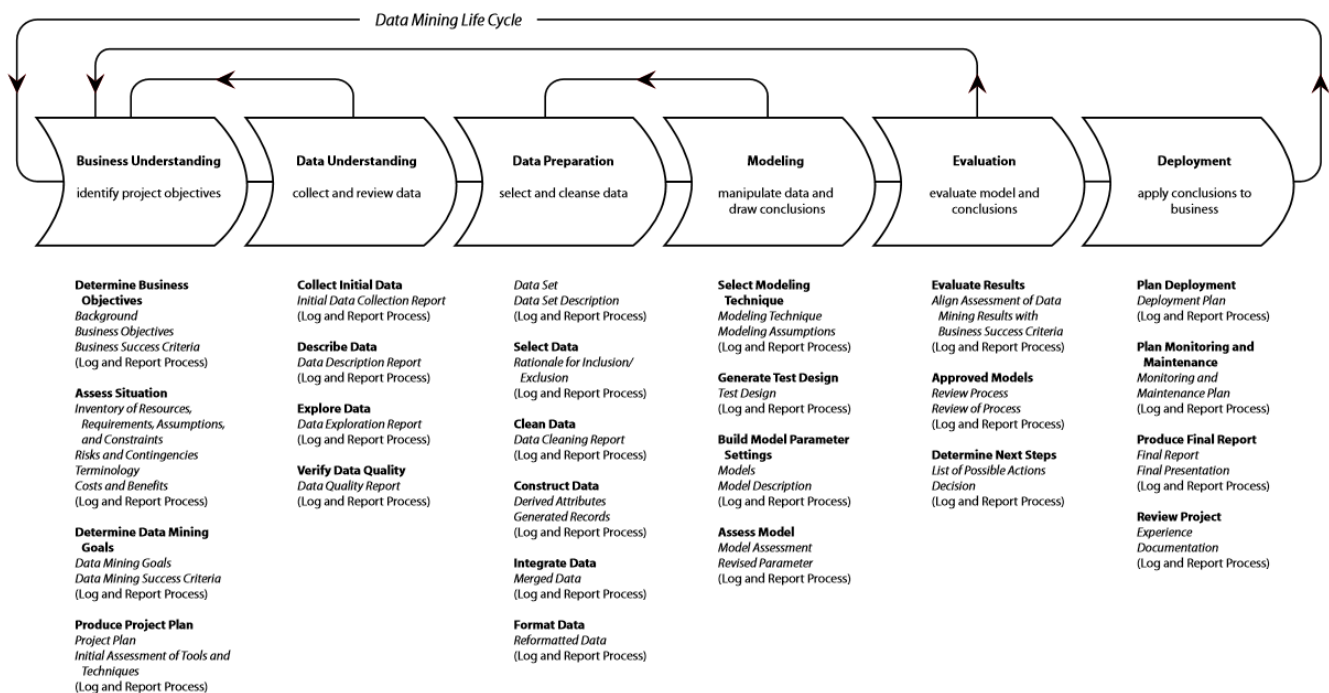 Data Mining Life Cycle
Business Understanding
identify project objectives
Data Understanding
collect and review data
Data Preparation
select and cleanse data
Modeling
manipulate data and
draw conclusions
Evaluation
evaluate model and
conclusions
Deployment
apply conclusions to
business
Determine Business
Objectives
Background
Business Objectives
Business Success Criteria
(Log and Report Process)
Assess Situation
Inventory of Resources,
Requirements, Assumptions,
and Constraints
Risks and Contingencies
Terminology
Costs and Benefits
(Log and Report Process)
Determine Data Mining
Goals
Data Mining Goals
Data Mining Success Criteria
(Log and Report Process)
Produce Project Plan
Project Plan
Initial Assessment of Tools and
Techniques
(Log and Report Process)
Collect Initial Data
Initial Data Collection Report
(Log and Report Process)
Describe Data
Data Description Report
(Log and Report Process)
Explore Data
Data Exploration Report
(Log and Report Process)
Verify Data Quality
Data Quality Report
(Log and Report Process)
Data Set
Data Set Description
(Log and Report Process)
Select Data
Rationale for Inclusion/
Exclusion
(Log and Report Process)
Clean Data
Data Cleaning Report
(Log and Report Process)
Construct Data
Derived Attributes
Generated Records
(Log and Report Process)
Integrate Data
Merged Data
(Log and Report Process)
Format Data
Reformatted Data
(Log and Report Process)
Select Modeling
Technique
Modeling Technique
Modeling Assumptions
(Log and Report Process)
Generate Test Design
Test Design
(Log and Report Process)
Build Model Parameter
Settings
Models
Model Description
(Log and Report Process)
Assess Model
Model Assessment
Revised Parameter
(Log and Report Process)
Evaluate Results
Align Assessment of Data
Mining Results with
Business Success Criteria
(Log and Report Process)
Approved Models
Review Process
Review of Process
(Log and Report Process)
Determine Next Steps
List of Possible Actions
Decision
(Log and Report Process)
Plan Deployment
Deployment Plan
(Log and Report Process)
Plan Monitoring and
Maintenance
Monitoring and
Maintenance Plan
(Log and Report Process)
Produce Final Report
Final Report
Final Presentation
(Log and Report Process)
Review Project
Experience
Documentation
(Log and Report Process)